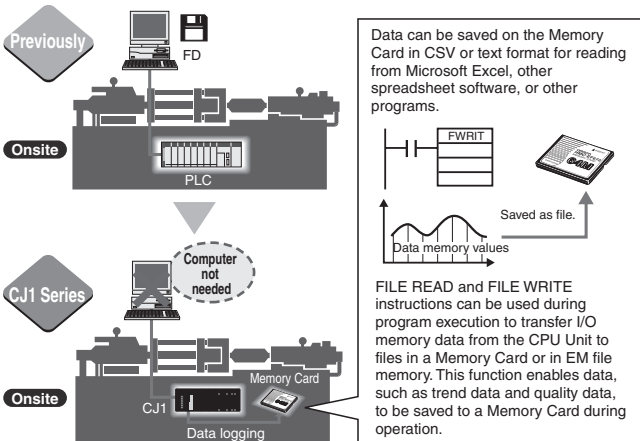 Previously
FD
Onsite
PLC
Computer
not
needed
CJ1 Series
Memory Card
Onsite
CJ1
Data logging
Data can be saved on the Memory
Card in CSV or text format for reading
from Microsoft Excel, other
spreadsheet software, or other
programs.
FWRIT
64M
Saved as file.
Data memory values
FILE READ and FILE WRITE
instructions can be used during
program execution to transfer I/O
memory data from the CPU Unit to
files in a Memory Card or in EM file
memory. This function enables data,
such as trend data and quality data,
to be saved to a Memory Card during
operation.